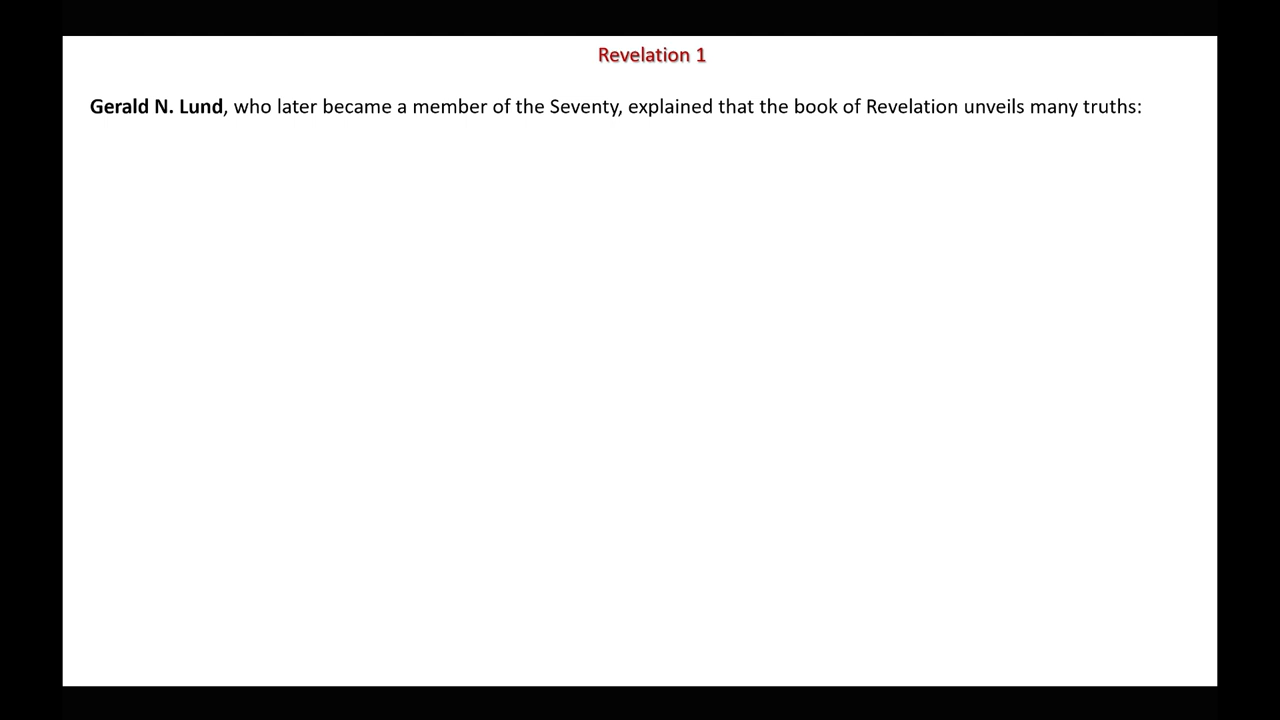 Revelation 1
Gerald N. Lund, who later became a member of the Seventy, explained that the book of Revelation unveils many truths: